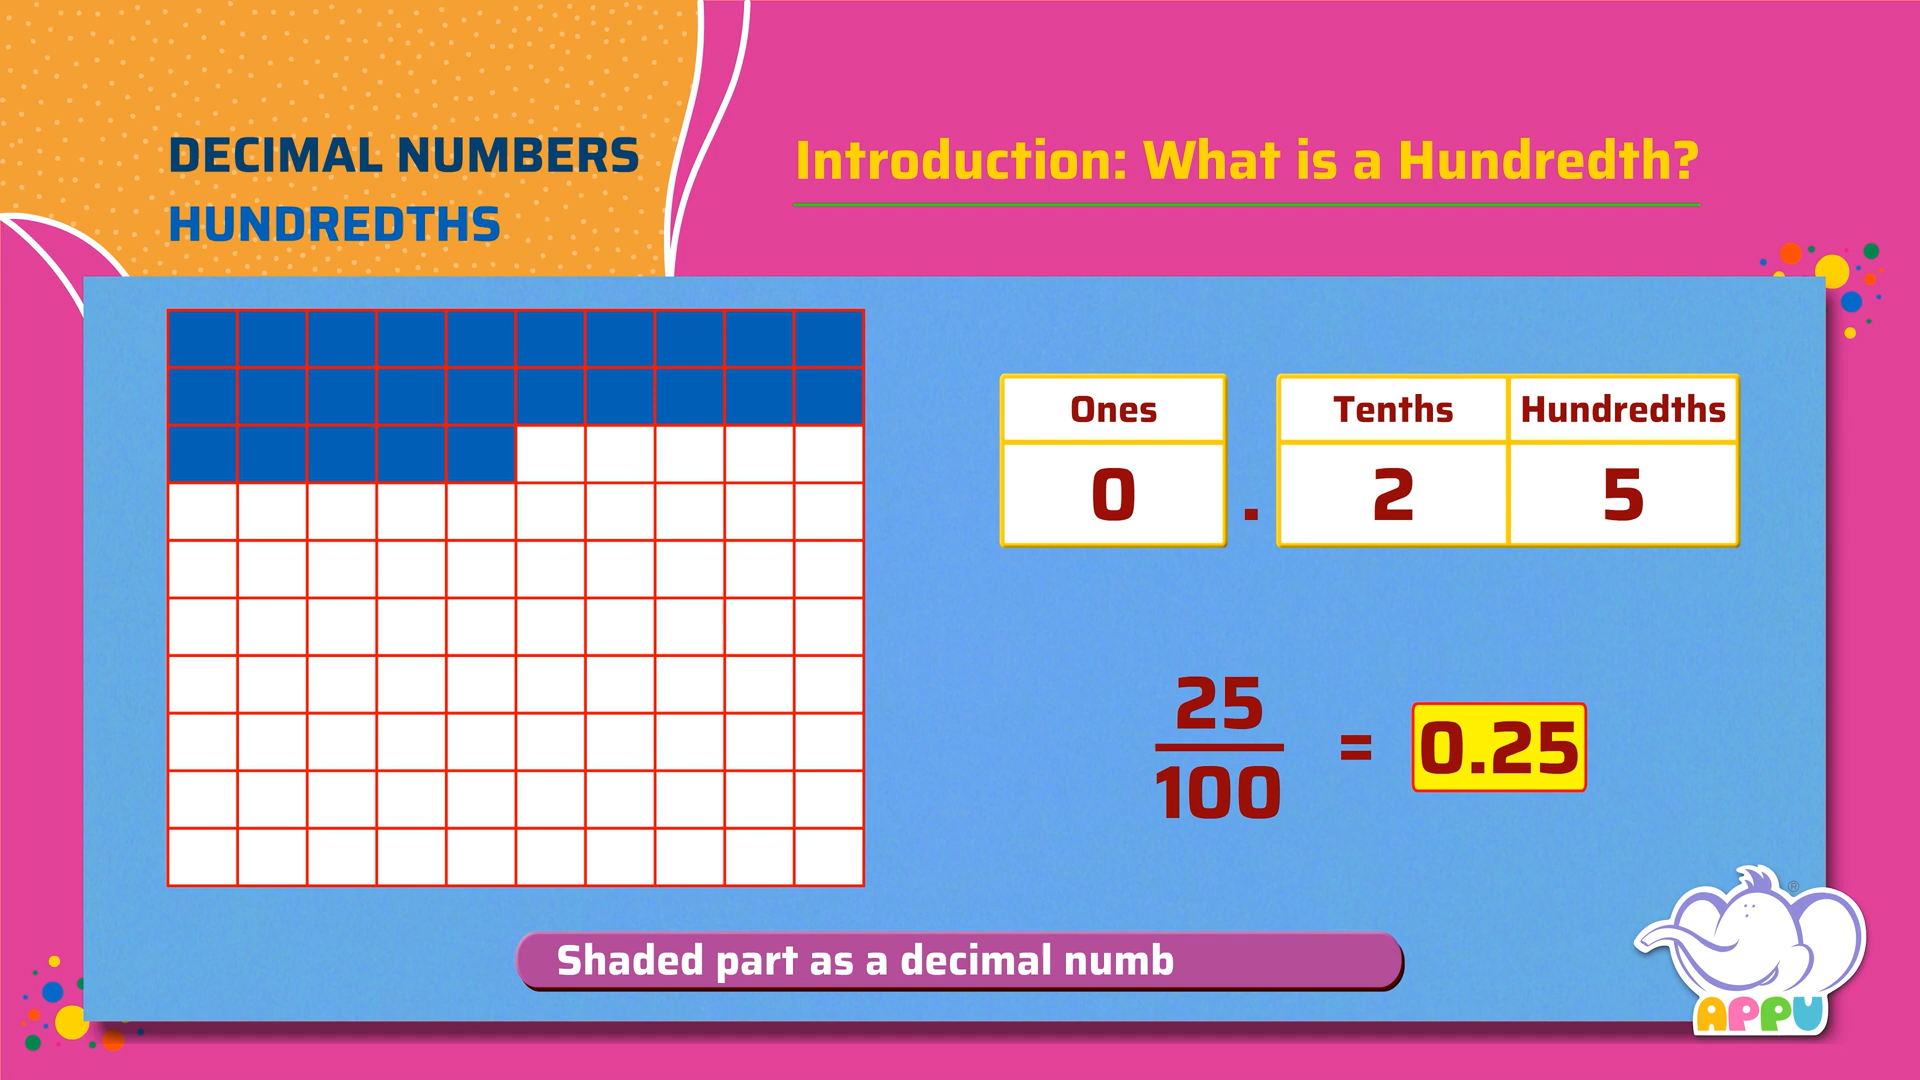 DECIMAL NUMBERS
HUNDREDTHS
Introduction: What is a Hundredth?
Ones
Tenths
Hundredths
0 . 2 5
25
100
= 0.25
Shaded part as a decimal numb
®
APPU